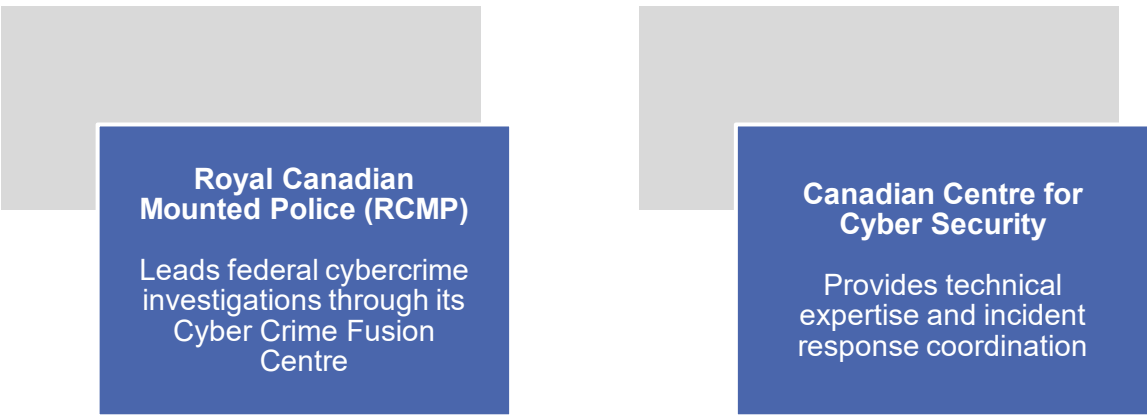 Royal Canadian
Mounted Police (RCMP)
Leads federal cybercrime
investigations through its
Cyber Crime Fusion
Centre
Canadian Centre for
Cyber Security
Provides technical
expertise and incident
response coordination